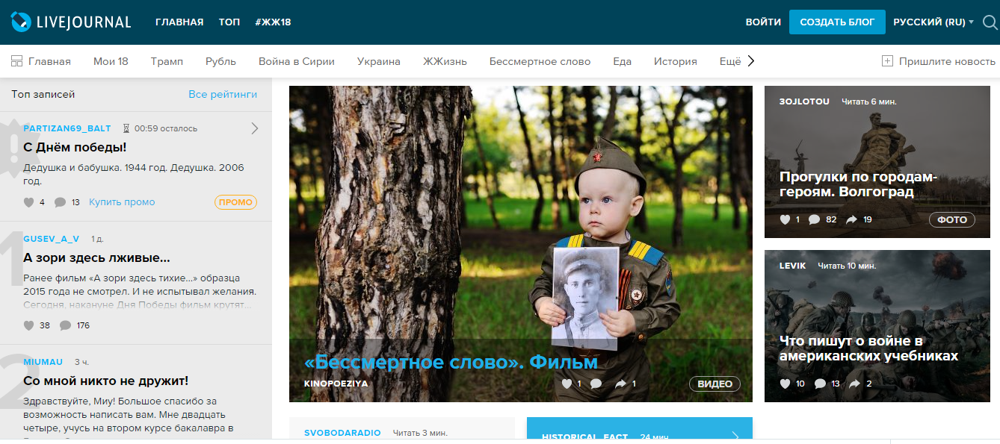 LIVEJOURNAL
ГЛАВНАЯ ТОП #ЖЖ18
ВОЙТИ СОЗДАТЬ БЛОГ РУССКИЙ (RU)
Главная Мои 18 Трамп Рубль Война в Сирии Украина ЖЖизнь Бессмертное слово Еда История Ещё Пришлите новость
Топ записей Все рейтинги
PARTIZAN69_BALT 00:59 осталось
С Днём победы!
Дедушка и бабушка. 1944 год. Дедушка. 2006
год.
4 13 Купить промо ПРОМО
1
GUSEV_A_V 1 д.
А зори здесь лживые...
Ранее фильм «А зори здесь тихие...» образца
2015 года не смотрел. И не испытывал желания.
Сегодня, накануне Дня Победы фильм крутят...
38 176
2
MIUMAU 3 ч.
Со мной никто не дружит!
Здравствуйте, Миу! Большое спасибо за
возможность написать вам. Мне двадцать
четыре, учусь на втором курсе бакалавра в
«Бессмертное слово». Фильм
KINOPOEZIYA 1 1 ВИДЕО
SVOBODARADIO Читать 3 мин.
HISTORICAL_FACT 24 мин
3OJLOTOU Читать 6 мин.
Прогулки по городам-
героям. Волгоград
1 82 19 ФОТО
LEVIK Читать 10 мин.
Что пишут о войне в
американских учебниках
10 13 2